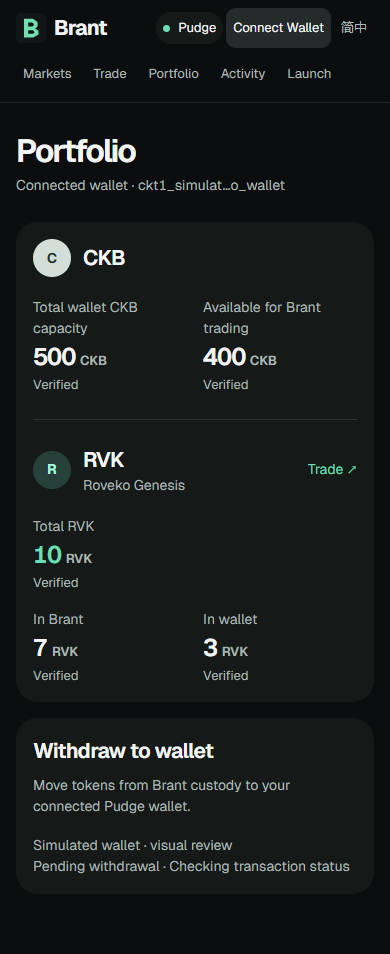 Brant
Pudge
Connect Wallet
简中
Markets Trade Portfolio Activity Launch
Portfolio
Connected wallet · ckt1_simulat…o_wallet
C
CKB
Total wallet CKB capacity
500 CKB
Verified
Available for Brant trading
400 CKB
Verified
R
RVK
Roveko Genesis
Trade ↗
Total RVK
10 RVK
Verified
In Brant
7 RVK
Verified
In wallet
3 RVK
Verified
Withdraw to wallet
Move tokens from Brant custody to your
connected Pudge wallet.
Simulated wallet · visual review
Pending withdrawal · Checking transaction status